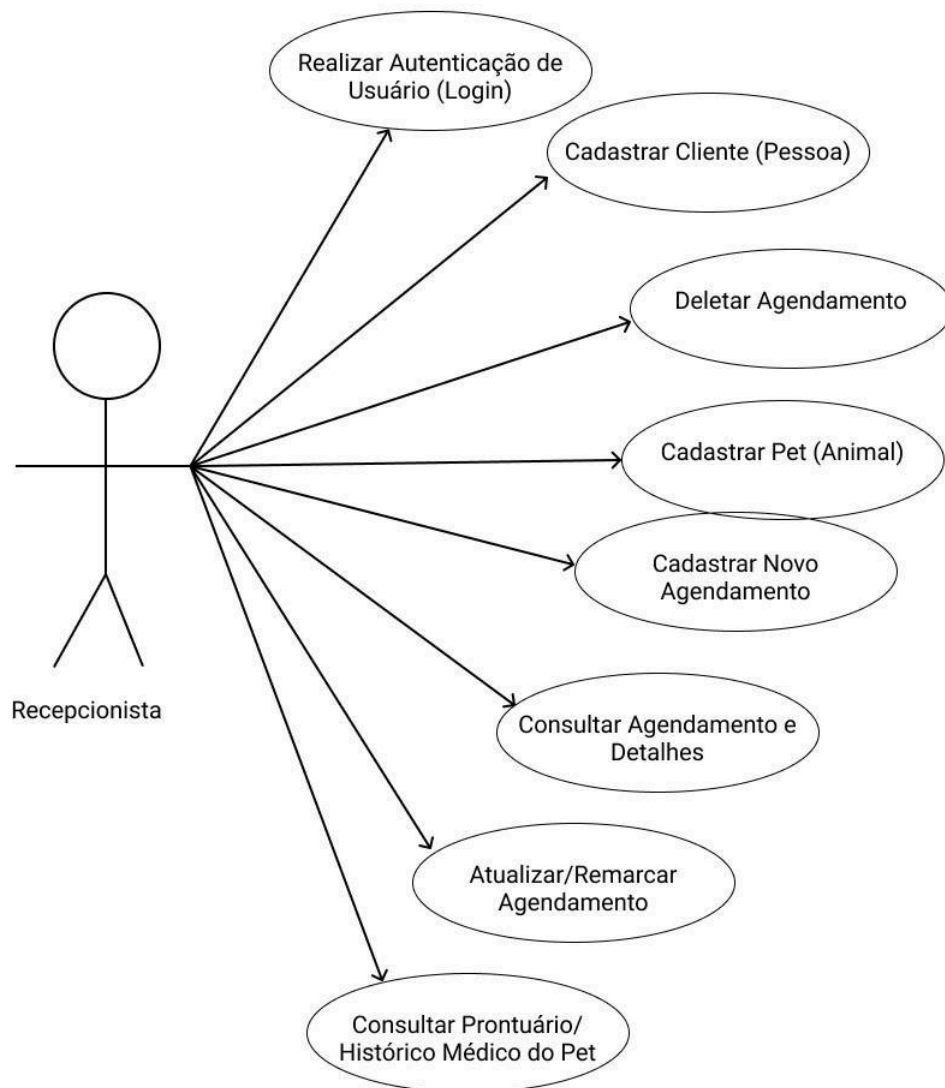 Realizar Autenticação de
Usuário (Login)
Cadastrar Cliente (Pessoa)
Deletar Agendamento
Cadastrar Pet (Animal)
Cadastrar Novo
Agendamento
Recepcionista
Consultar Agendamento e
Detalhes
Atualizar/Remarcar
Agendamento
Consultar Prontuário/
Histórico Médico do Pet